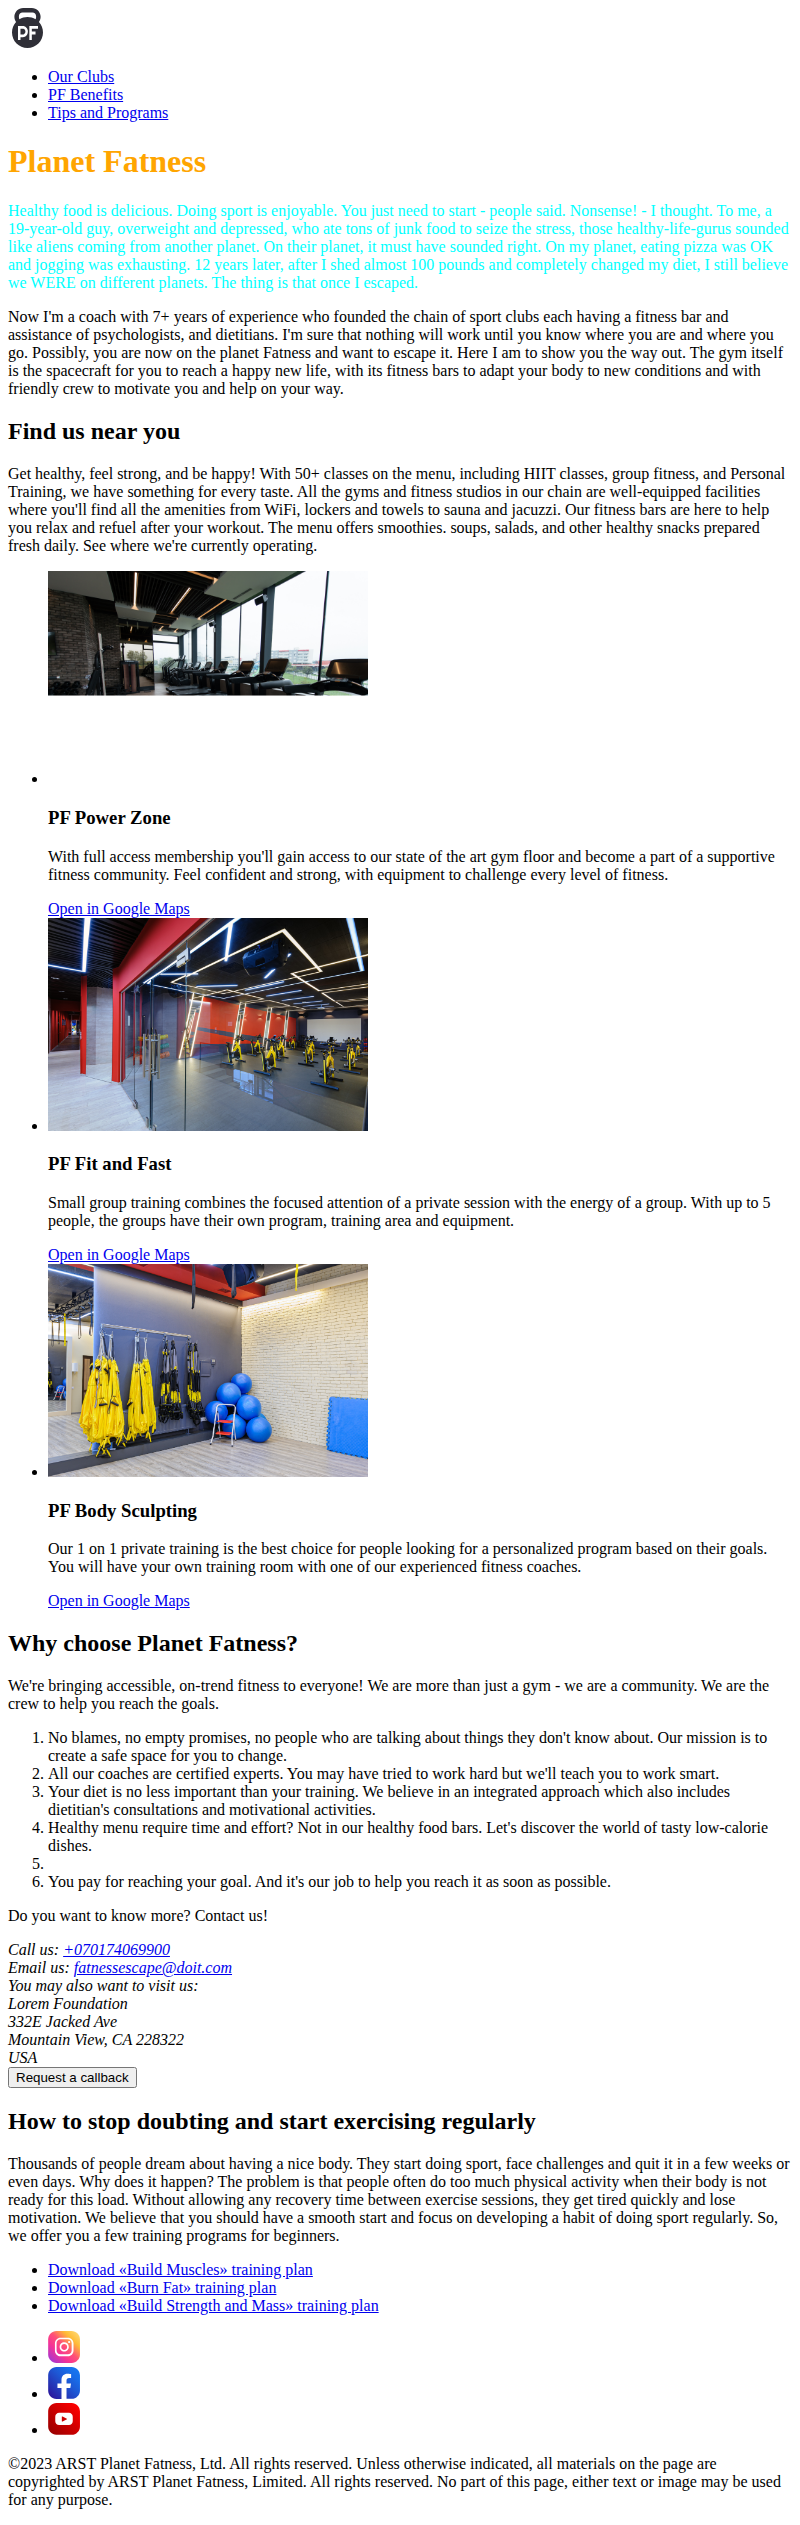 PF
Our Clubs
PF Benefits
Tips and Programs
Planet Fatness
Healthy food is delicious. Doing sport is enjoyable. You just need to start - people said. Nonsense! - I thought. To me, a
19-year-old guy, overweight and depressed, who ate tons of junk food to seize the stress, those healthy-life-gurus sounded
like aliens coming from another planet. On their planet, it must have sounded right. On my planet, eating pizza was OK
and jogging was exhausting. 12 years later, after I shed almost 100 pounds and completely changed my diet, I still believe
we WERE on different planets. The thing is that once I escaped.
Now I'm a coach with 7+ years of experience who founded the chain of sport clubs each having a fitness bar and
assistance of psychologists, and dietitians. I'm sure that nothing will work until you know where you are and where you
go. Possibly, you are now on the planet Fatness and want to escape it. Here I am to show you the way out. The gym itself
is the spacecraft for you to reach a happy new life, with its fitness bars to adapt your body to new conditions and with
friendly crew to motivate you and help on your way.
Find us near you
Get healthy, feel strong, and be happy! With 50+ classes on the menu, including HIIT classes, group fitness, and Personal
Training, we have something for every taste. All the gyms and fitness studios in our chain are well-equipped facilities
where you'll find all the amenities from WiFi, lockers and towels to sauna and jacuzzi. Our fitness bars are here to help
you relax and refuel after your workout. The menu offers smoothies. soups, salads, and other healthy snacks prepared
fresh daily. See where we're currently operating.
PF Power Zone
With full access membership you'll gain access to our state of the art gym floor and become a part of a supportive
fitness community. Feel confident and strong, with equipment to challenge every level of fitness.
Open in Google Maps
PF Fit and Fast
Small group training combines the focused attention of a private session with the energy of a group. With up to 5
people, the groups have their own program, training area and equipment.
Open in Google Maps
PF Body Sculpting
Our 1 on 1 private training is the best choice for people looking for a personalized program based on their goals.
You will have your own training room with one of our experienced fitness coaches.
Open in Google Maps
Why choose Planet Fatness?
We're bringing accessible, on-trend fitness to everyone! We are more than just a gym - we are a community. We are the
crew to help you reach the goals.
1. No blames, no empty promises, no people who are talking about things they don't know about. Our mission is to
create a safe space for you to change.
2. All our coaches are certified experts. You may have tried to work hard but we'll teach you to work smart.
3. Your diet is no less important than your training. We believe in an integrated approach which also includes
dietitian's consultations and motivational activities.
4. Healthy menu require time and effort? Not in our healthy food bars. Let's discover the world of tasty low-calorie
dishes.
5.
6. You pay for reaching your goal. And it's our job to help you reach it as soon as possible.
Do you want to know more? Contact us!
Call us: +070174069900
Email us: fatnessescape@doit.com
You may also want to visit us:
Lorem Foundation
332E Jacked Ave
Mountain View, CA 228322
USA
Request a callback
How to stop doubting and start exercising regularly
Thousands of people dream about having a nice body. They start doing sport, face challenges and quit it in a few weeks or
even days. Why does it happen? The problem is that people often do too much physical activity when their body is not
ready for this load. Without allowing any recovery time between exercise sessions, they get tired quickly and lose
motivation. We believe that you should have a smooth start and focus on developing a habit of doing sport regularly. So,
we offer you a few training programs for beginners.
Download «Build Muscles» training plan
Download «Burn Fat» training plan
Download «Build Strength and Mass» training plan
©2023 ARST Planet Fatness, Ltd. All rights reserved. Unless otherwise indicated, all materials on the page are
copyrighted by ARST Planet Fatness, Limited. All rights reserved. No part of this page, either text or image may be used
for any purpose.